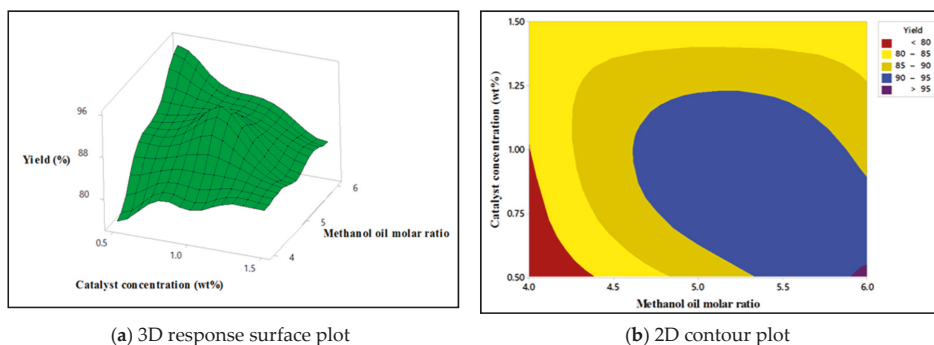 96
Yield (%)
88
80
0.5
1.0
1.5
4
5
6
Methanol oil molar ratio
Catalyst concentration (wt%)
(a) 3D response surface plot
1.50
1.25
1.00
0.75
0.50
Catalyst concentration (wt%)
4.0 4.5 5.0 5.5 6.0
Methanol oil molar ratio
Yield
< 80
80 – 85
85 – 90
90 – 95
> 95
(b) 2D contour plot